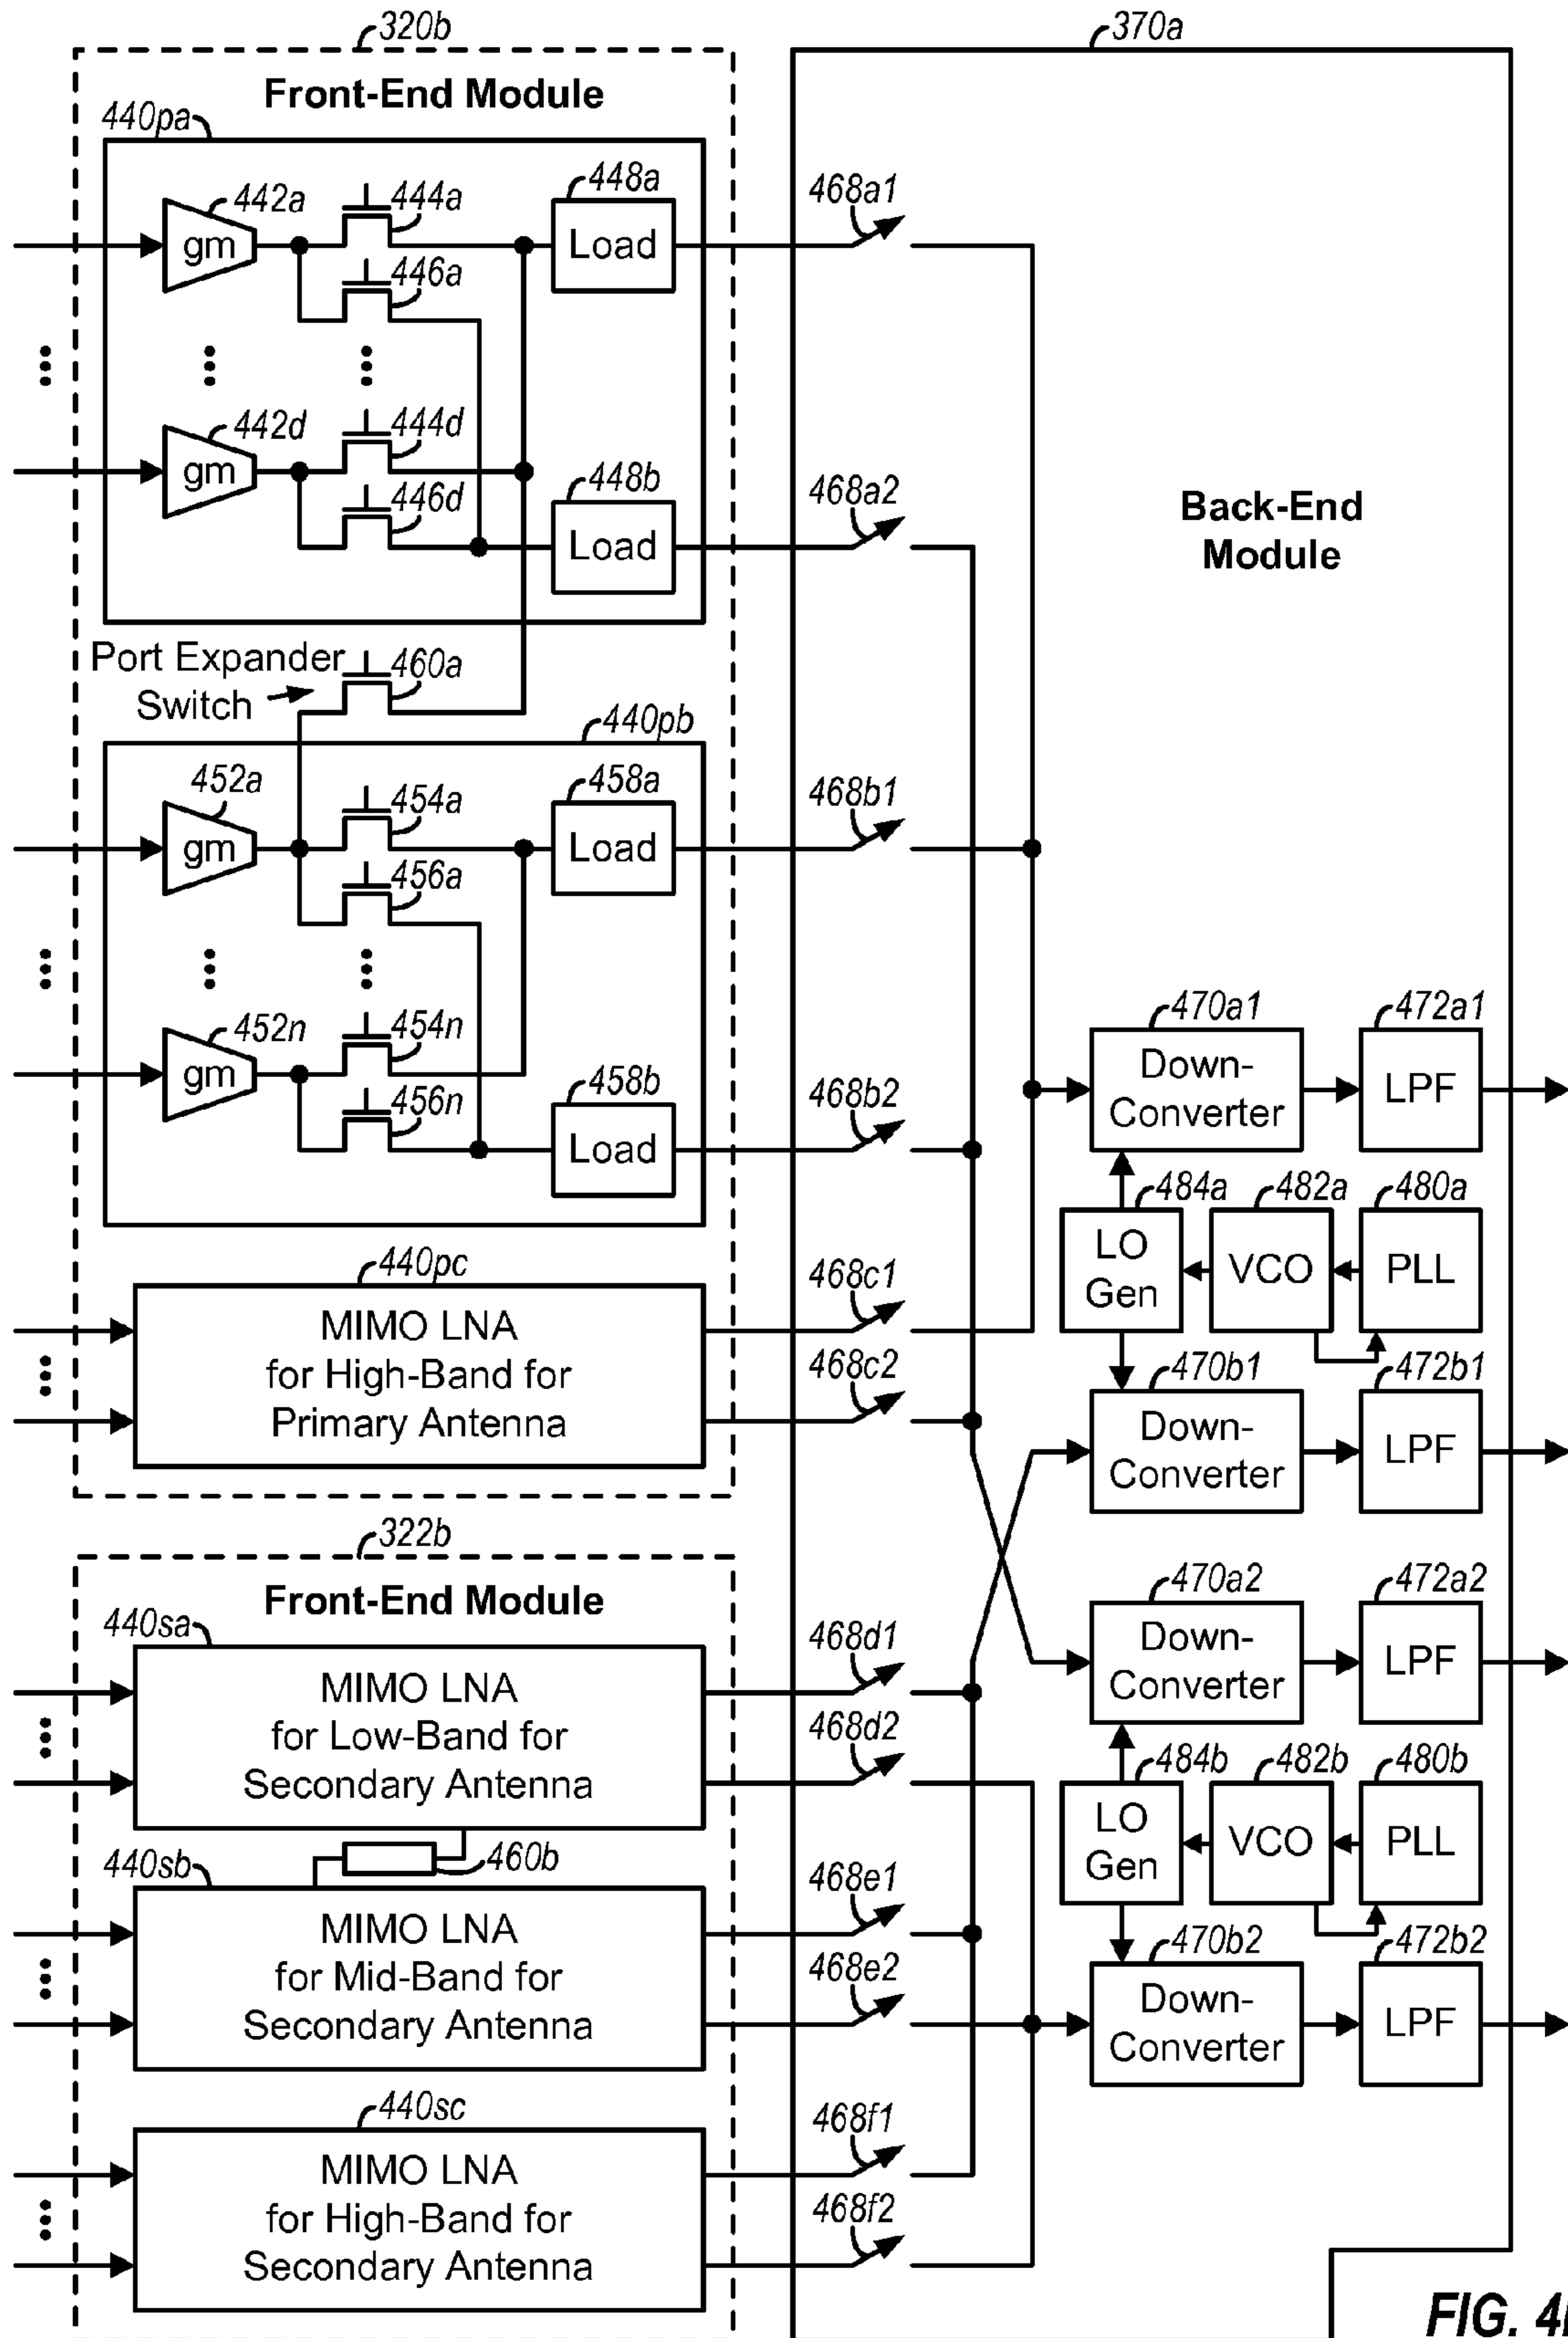 320b
370a
Front-End Module
440pa
442a
444a
448a
468a1
gm
Load
446a
442d
444d
gm
446d
448b
468a2
Load
Back-End
Module
Port Expander
Switch
460a
440pb
452a
454a
458a
468b1
gm
Load
456a
452n
454n
gm
456n
458b
468b2
Load
470a1
472a1
Down-
Converter
LPF
484a
482a
480a
LO
Gen
VCO
PLL
440pc
468c1
MIMO LNA
for High-Band for
Primary Antenna
468c2
470b1
472b1
Down-
Converter
LPF
322b
Front-End Module
440sa
468d1
MIMO LNA
for Low-Band for
Secondary Antenna
468d2
470a2
472a2
Down-
Converter
LPF
484b
482b
480b
LO
Gen
VCO
PLL
460b
440sb
468e1
MIMO LNA
for Mid-Band for
Secondary Antenna
468e2
470b2
472b2
Down-
Converter
LPF
440sc
468f1
MIMO LNA
for High-Band for
Secondary Antenna
468f2
FIG.